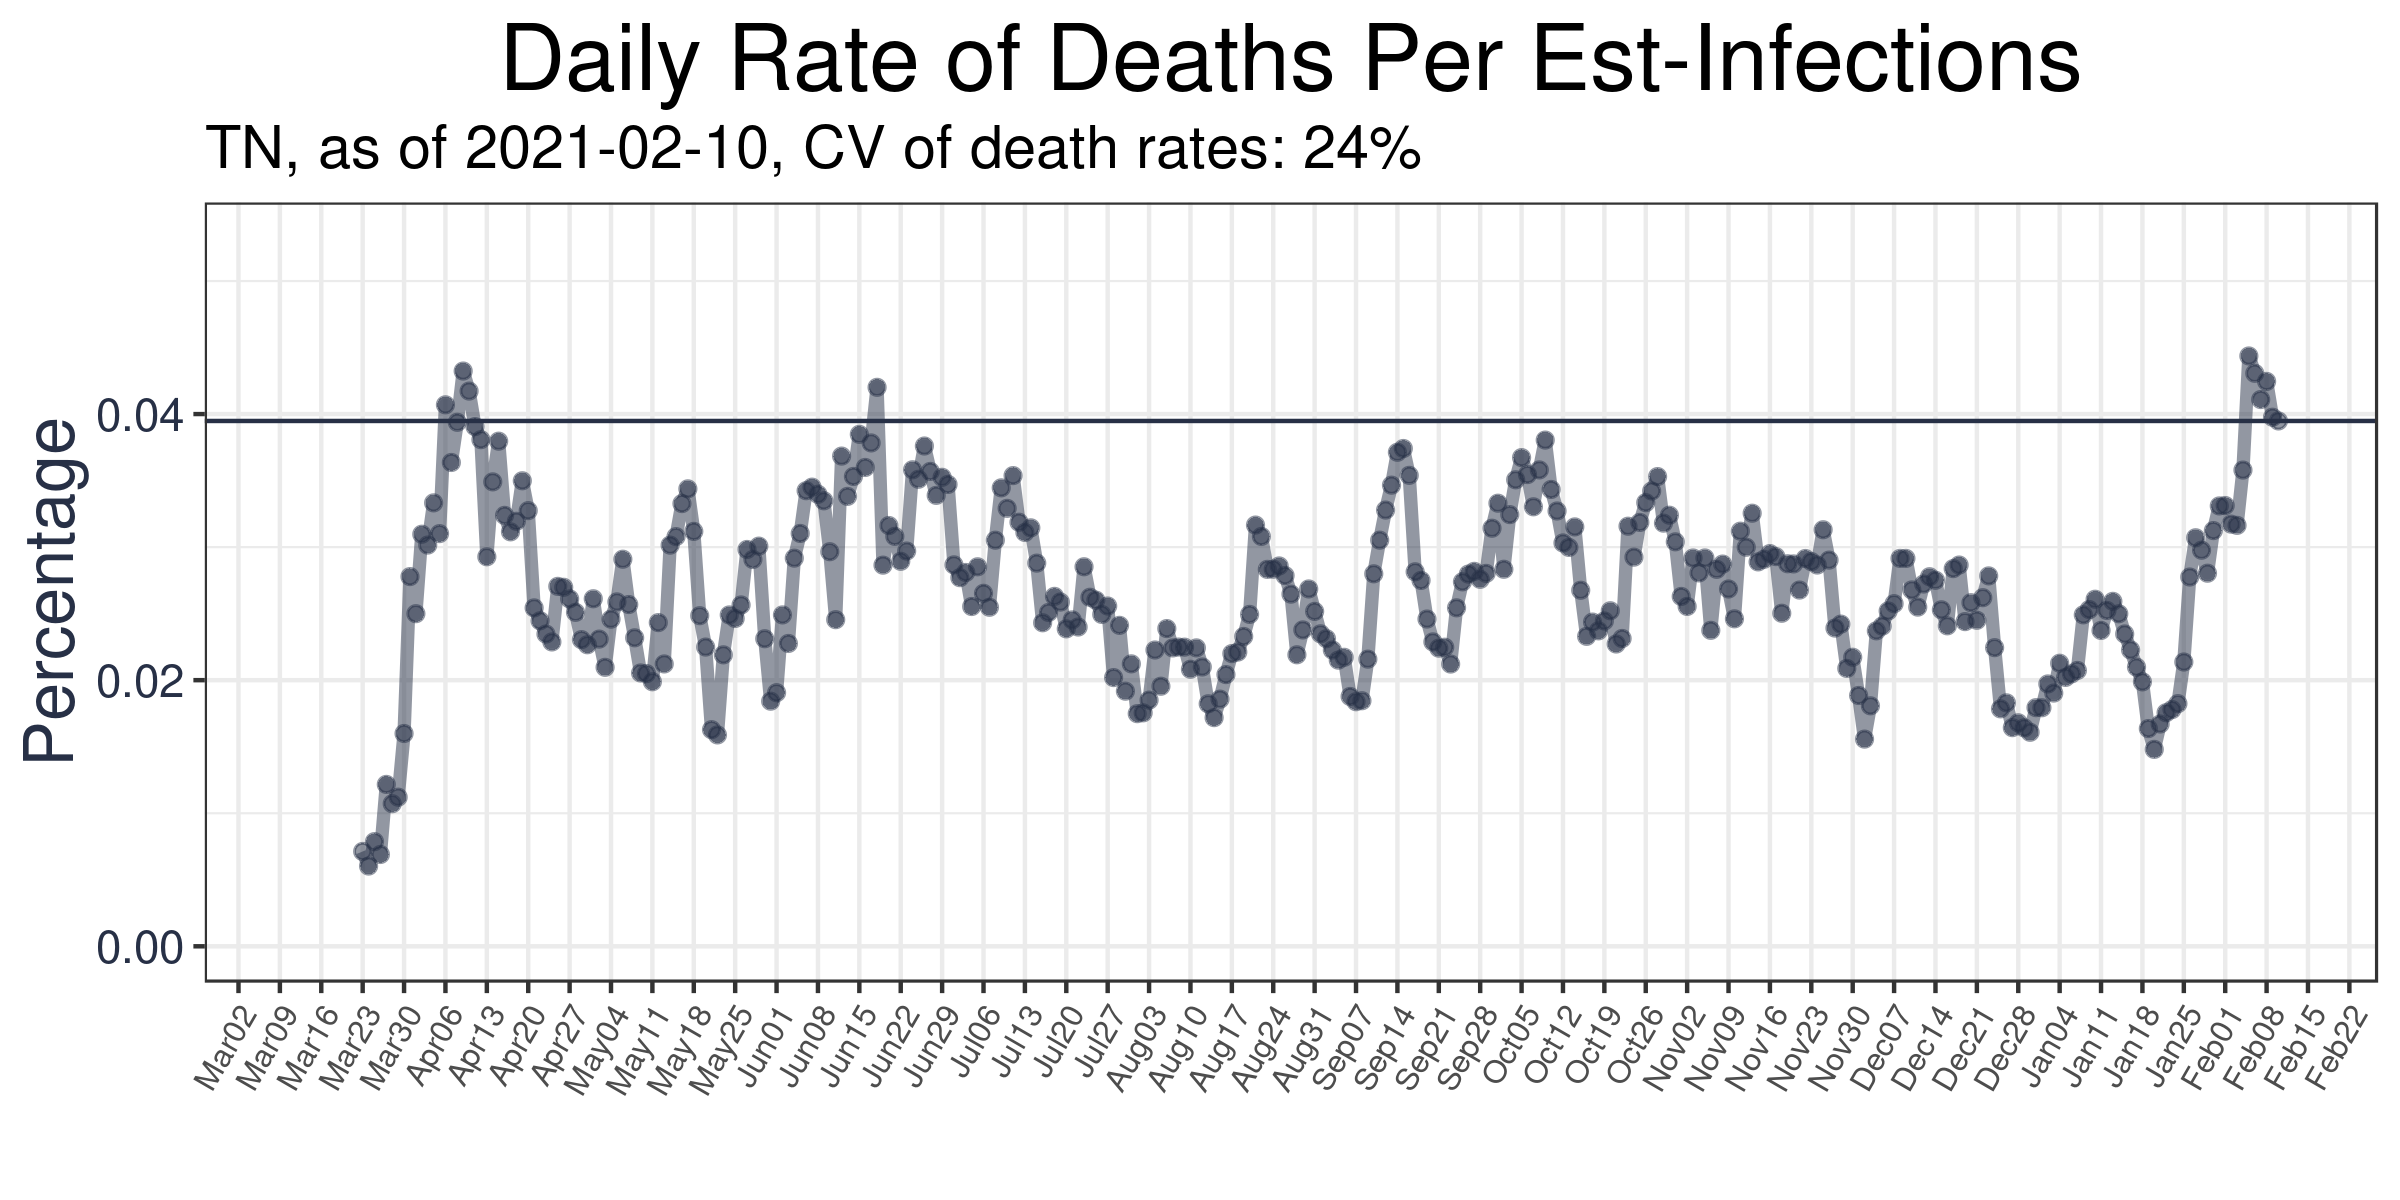 Daily Rate of Deaths Per Est-Infections
TN, as of 2021-02-10, CV of death rates: 24%
Percentage
0.04
0.02
0.00
Mar02
Mar09
Mar16
Mar23
Mar30
Apr06
Apr13
Apr20
Apr27
May04
May11
May18
May25
Jun01
Jun08
Jun15
Jun22
Jun29
Jul06
Jul13
Jul20
Jul27
Aug03
Aug10
Aug17
Aug24
Aug31
Sep07
Sep14
Sep21
Sep28
Oct05
Oct12
Oct19
Oct26
Nov02
Nov09
Nov16
Nov23
Nov30
Dec07
Dec14
Dec21
Dec28
Jan04
Jan11
Jan18
Jan25
Feb01
Feb08
Feb15
Feb22